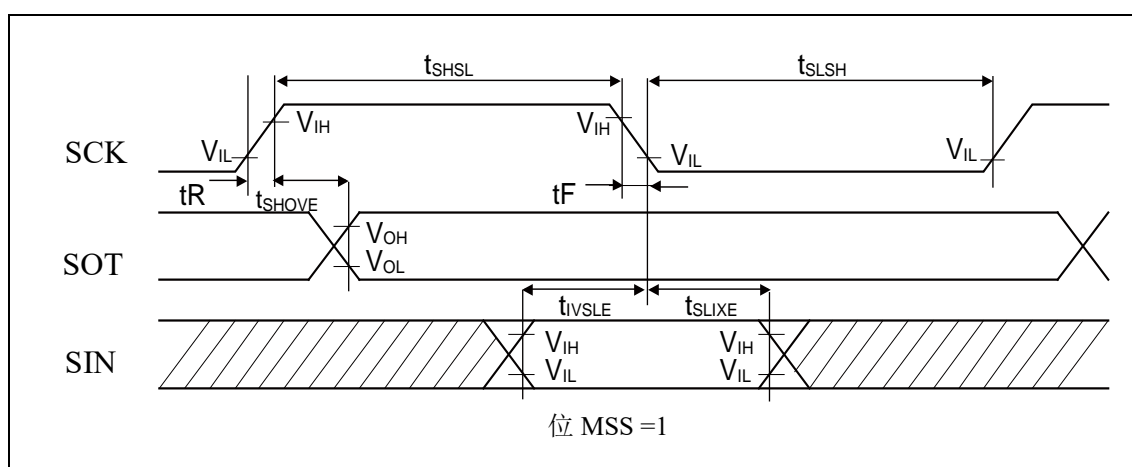 tSHSL
tSLSH
SCK
VIL
VIH
VIH
VIL
VIL
tR
tSHOVE
tF
SOT
VOH
VOL
tIVSLE
tSLIXE
SIN
VIH
VIL
VIH
VIL
位 MSS =1